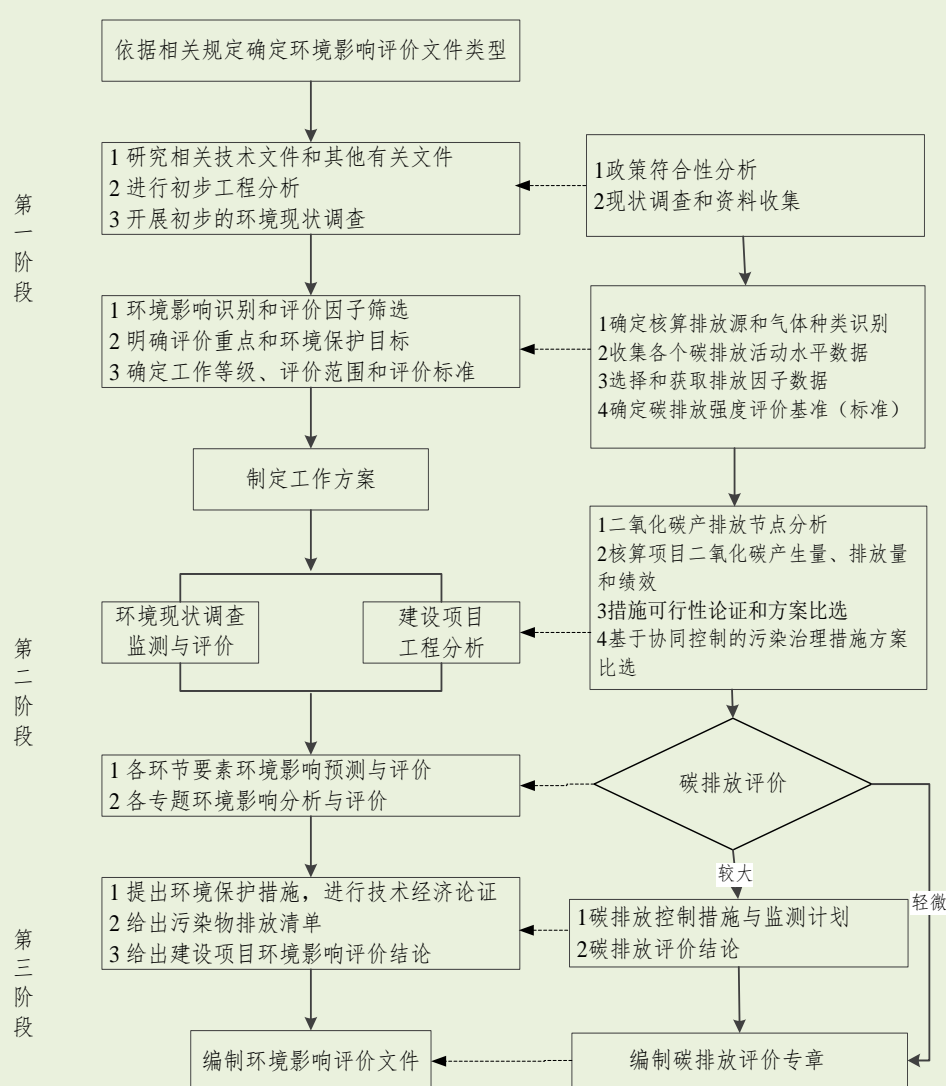 依据相关规定确定环境影响评价文件类型
第一阶段
1 研究相关技术文件和其他有关文件
2 进行初步工程分析
3 开展初步的环境现状调查
1政策符合性分析
2现状调查和资料收集
1 环境影响识别和评价因子筛选
2 明确评价重点和环境保护目标
3 确定工作等级、评价范围和评价标准
1确定核算排放源和气体种类识别
2收集各个碳排放活动水平数据
3选择和获取排放因子数据
4确定碳排放强度评价基准（标准）
制定工作方案
第二阶段
环境现状调查
监测与评价
建设项目
工程分析
1二氧化碳产排放节点分析
2核算项目二氧化碳产生量、排放量
和绩效
3措施可行性论证和方案比选
4基于协同控制的污染治理措施方案
比选
1 各环节要素环境影响预测与评价
2 各专题环境影响分析与评价
碳排放评价
较大
轻微
第三阶段
1 提出环境保护措施，进行技术经济论证
2 给出污染物排放清单
3 给出建设项目环境影响评价结论
1碳排放控制措施与监测计划
2碳排放评价结论
编制环境影响评价文件
编制碳排放评价专章